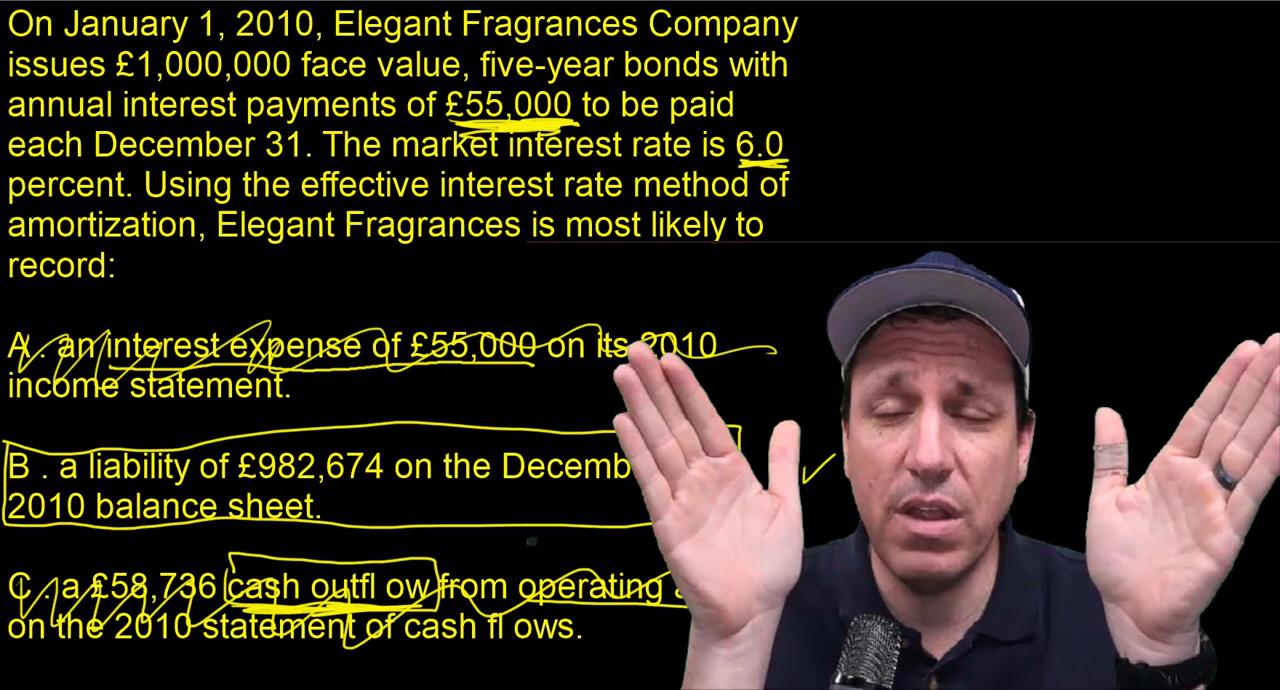 On January 1, 2010, Elegant Fragrances Company
issues £1,000,000 face value, five-year bonds with
annual interest payments of £55,000 to be paid
each December 31. The market interest rate is 6.0
percent. Using the effective interest rate method of
amortization, Elegant Fragrances is most likely to
record:
A . an interest expense of £55,000 on its 2010
income statement.
B . a liability of £982,674 on the
2010 balance sheet.
C . a £58,736 cash outfl ow from operating
on the 2010 statement of cash fl ows.